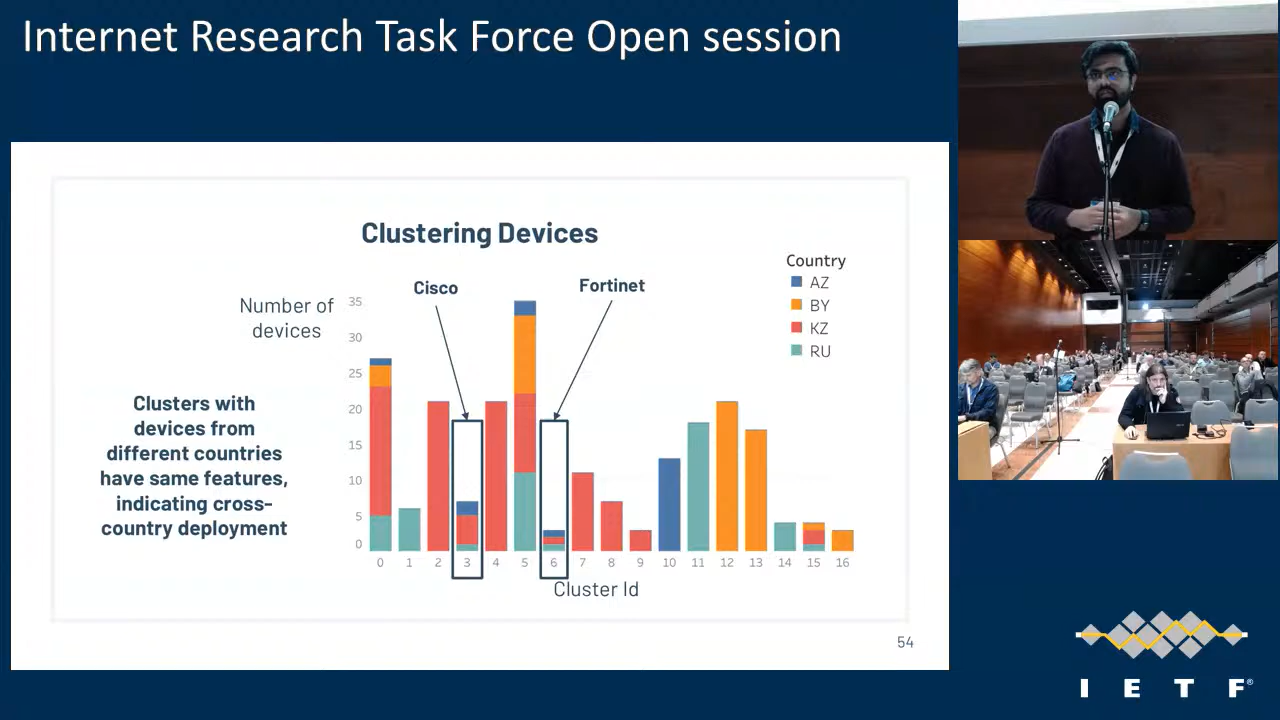 Internet Research Task Force Open session
Clustering Devices
Country
AZ
BY
KZ
RU
Cisco
Fortinet
Number of
devices
35
30
25
20
15
10
5
0
Clusters with
devices from
different countries
have same features,
indicating cross-
country deployment
0 1 2 3 4 5 6 7 8 9 10 11 12 13 14 15 16
Cluster Id
54
I E T F®